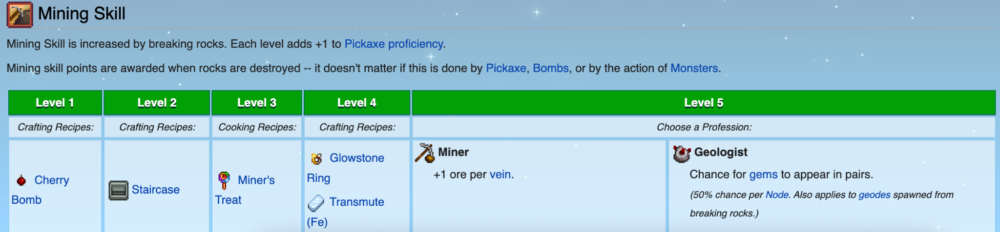 Mining Skill
Mining Skill is increased by breaking rocks. Each level adds +1 to Pickaxe proficiency.
Mining skill points are awarded when rocks are destroyed -- it doesn't matter if this is done by Pickaxe, Bombs, or by the action of Monsters.
Level 1
Level 2
Level 3
Level 4
Level 5
Crafting Recipes:
Crafting Recipes:
Cooking Recipes:
Crafting Recipes:
Choose a Profession:
Cherry
Bomb
Staircase
Miner's
Treat
Glowstone
Ring
Transmute
(Fe)
Miner
+1 ore per vein.
Geologist
Chance for gems to appear in pairs.
(50% chance per Node. Also applies to geodes spawned from
breaking rocks.)